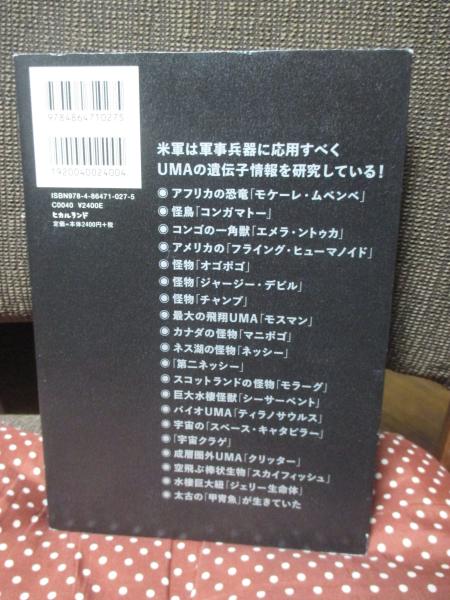 9784864710275
1920040024004
ISBN978-4-86471-027-5
C0040 ¥2400E
ヒカルランド
定価=本体2400円+税
米軍は軍事兵器に応用すべく
UMAの遺伝子情報を研究している!
◉アフリカの恐竜「モケーレ・ムベンベ」
◉怪鳥「コンガマトー」
◉コンゴの一角獣「エメラ・ントゥカ」
◉アメリカの「フライング・ヒューマノイド」
◉怪物「オゴポゴ」
◉怪物「ジャージー・デビル」
◉怪物「チャンプ」
◉最大の飛翔UMA「モスマン」
◉カナダの怪物「マニポゴ」
◉ネス湖の怪物「ネッシー」
◉「第二ネッシー」
◉スコットランドの怪物「モラーグ」
◉巨大水棲怪獣「シーサーペント」
◉バイオUMA「ティラノサウルス」
◉宇宙の「スペース・キャタピラー」
◉「宇宙クラゲ」
◉成層圏外UMA「クリッター」
◉空飛ぶ棒状生物「スカイフィッシュ」
◉水棲巨大紐「ジェリー生命体」
◉太古の「甲冑魚」が生きていた